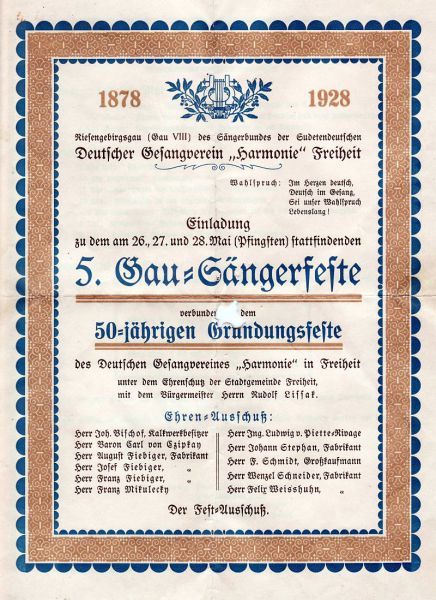 1878 1928
Riesengebirgsgau (Gau VIII) des Sängerbundes der Sudetendeutschen
Deutscher Gesangverein „Harmonie“ Freiheit
Wahlspruch: Im Herzen deutsch,
Deutsch im Gesang,
Sei unser Wahlspruch
Lebenslang!
Einladung
zu dem am 26., 27. und 28. Mai (Pfingsten) stattfindenden
5. Gau-Sängerfeste
verbunden dem
50-jährigen Gründungsfeste
des Deutschen Gesangvereines „Harmonie“ in Freiheit
unter dem Ehrenschutz der Stadtgemeinde Freiheit,
mit dem Bürgermeister Herrn Rudolf Lissak.
Ehren-Ausschuß:
Herr Joh. Bischof, Kalkwerkbesitzer
Herr Baron Carl von Czipkay
Herr August Fiebiger, Fabrikant
Herr Josef Fiebiger, „
Herr Franz Fiebiger, „
Herr Franz Mikulecky
Herr Ing. Ludwig v. Piette-Rivage
Herr Johann Stephan, Fabrikant
Herr F. Schmidt, Großkaufmann
Herr Wenzel Schneider, Fabrikant
Herr Felix Weisshuhn, „
Der Fest-Ausschuß.